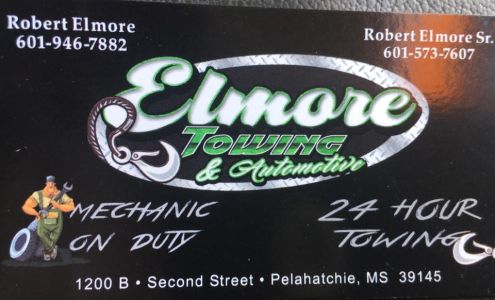 Robert Elmore
601-946-7882
Robert Elmore Sr.
601-573-7607
Elmore
TOWING
& Automotive
MECHANIC
ON DUTY
24 HOUR
TOWING
1200 B • Second Street • Pelahatchie, MS 39145